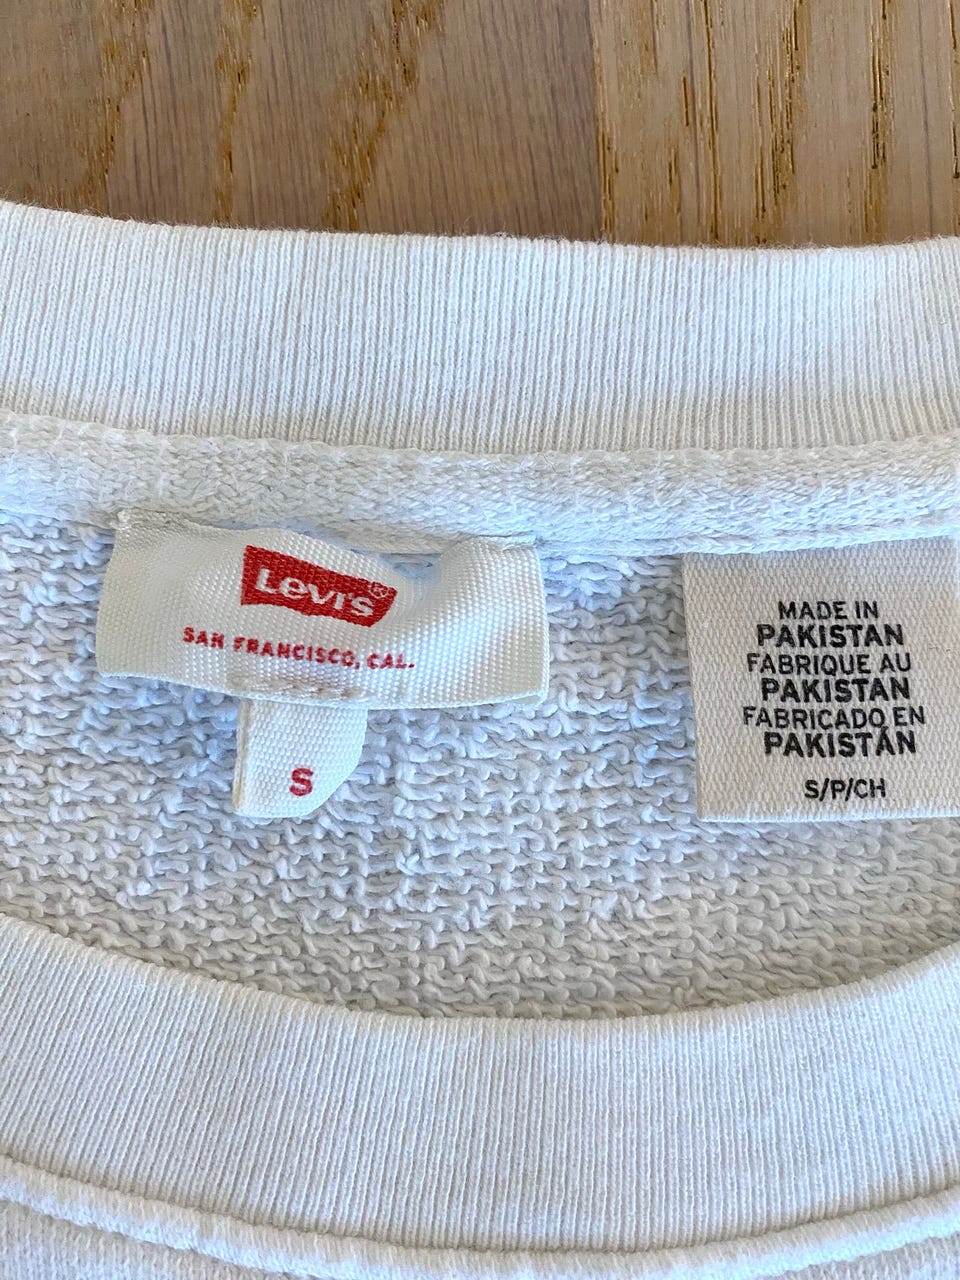 Levi's®
SAN FRANCISCO, CAL.
S
MADE IN
PAKISTAN
FABRIQUE AU
PAKISTAN
FABRICADO EN
PAKISTÁN
S/P/CH